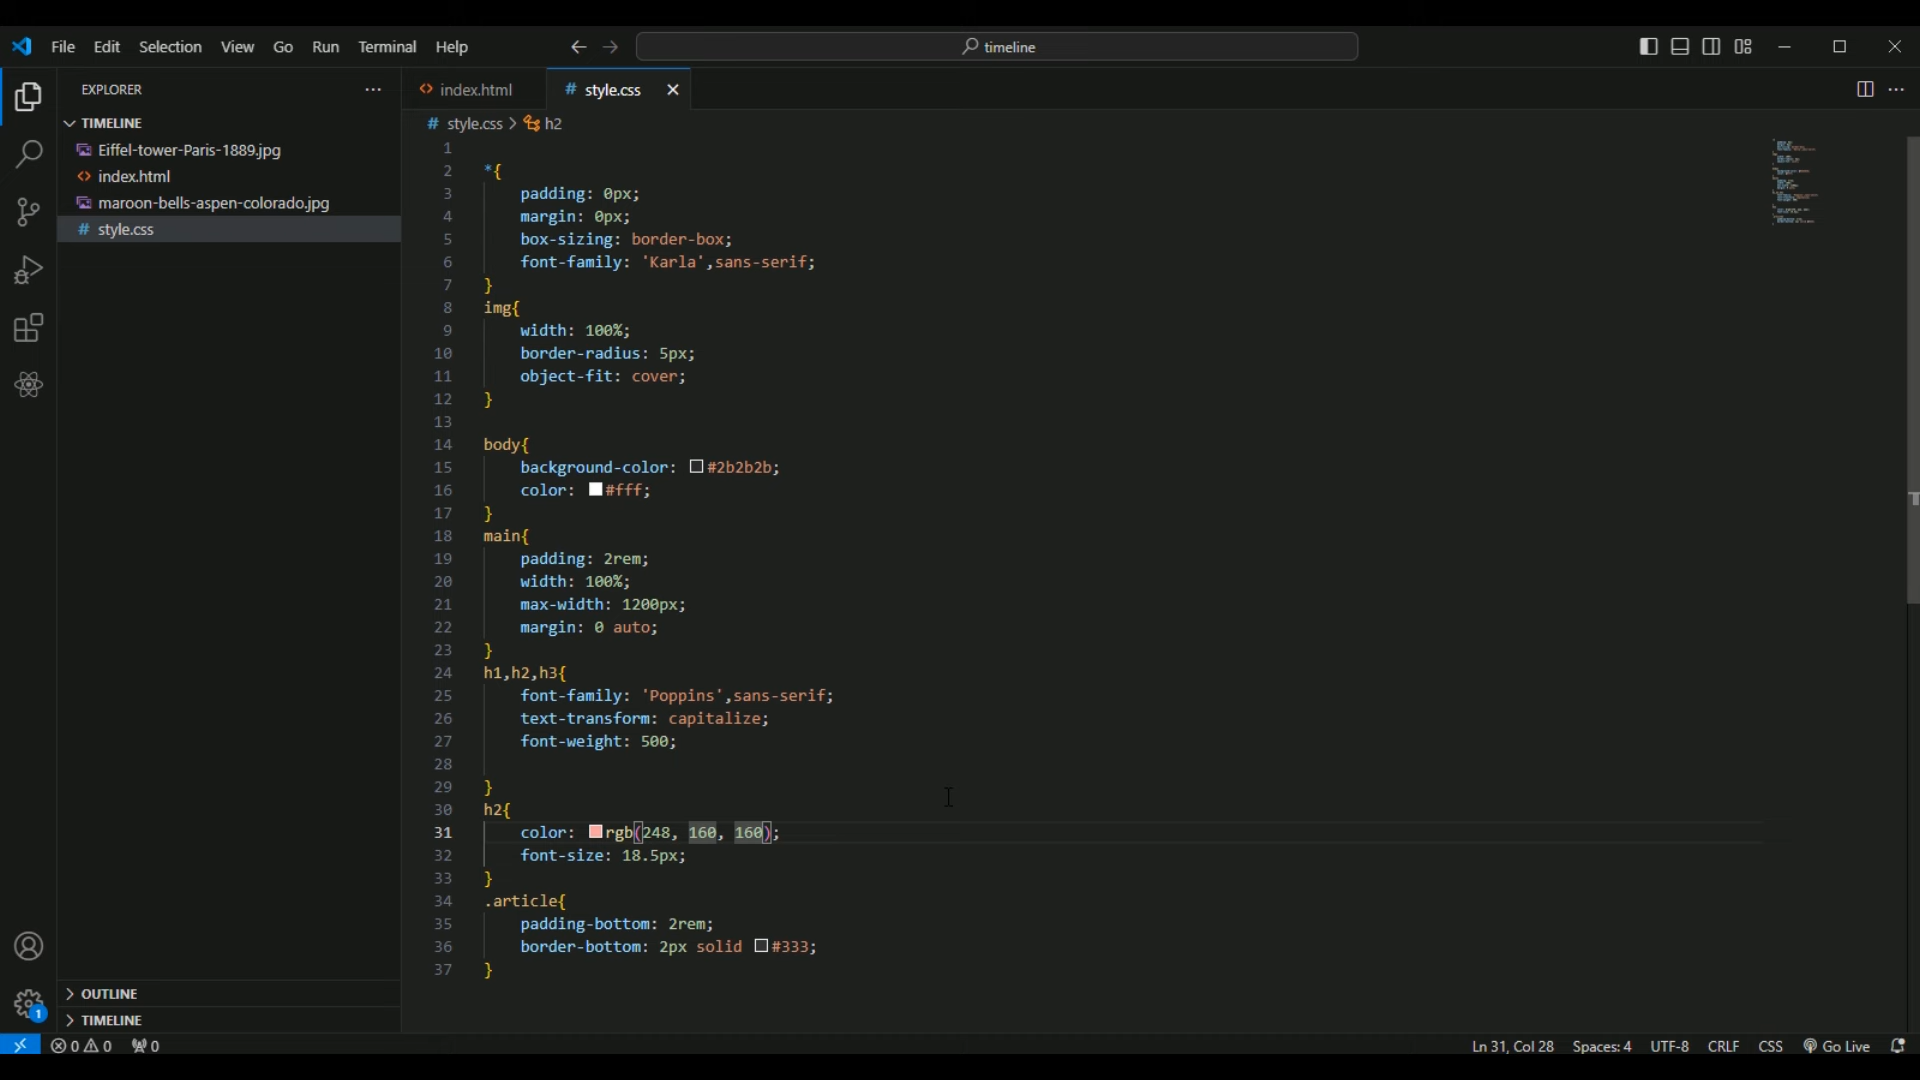 File Edit Selection View Go Run Terminal Help
timeline
EXPLORER
TIMELINE
Eiffel-tower-Paris-1889.jpg
index.html
maroon-bells-aspen-colorado.jpg
# style.css
OUTLINE
TIMELINE
index.html
# style.css
# style.css > h2
1
2 *{
3 padding: 0px;
4 margin: 0px;
5 box-sizing: border-box;
6 font-family: 'Karla',sans-serif;
7 }
8 img{
9 width: 100%;
10 border-radius: 5px;
11 object-fit: cover;
12 }
13
14 body{
15 background-color: #2b2b2b;
16 color: #fff;
17 }
18 main{
19 padding: 2rem;
20 width: 100%;
21 max-width: 1200px;
22 margin: 0 auto;
23 }
24 h1,h2,h3{
25 font-family: 'Poppins',sans-serif;
26 text-transform: capitalize;
27 font-weight: 500;
28
29 }
30 h2{
31 color: rgb(248, 160, 160);
32 font-size: 18.5px;
33 }
34 .article{
35 padding-bottom: 2rem;
36 border-bottom: 2px solid #333;
37 }
1
0 0 0
Ln 31, Col 28 Spaces: 4 UTF-8 CRLF CSS Go Live